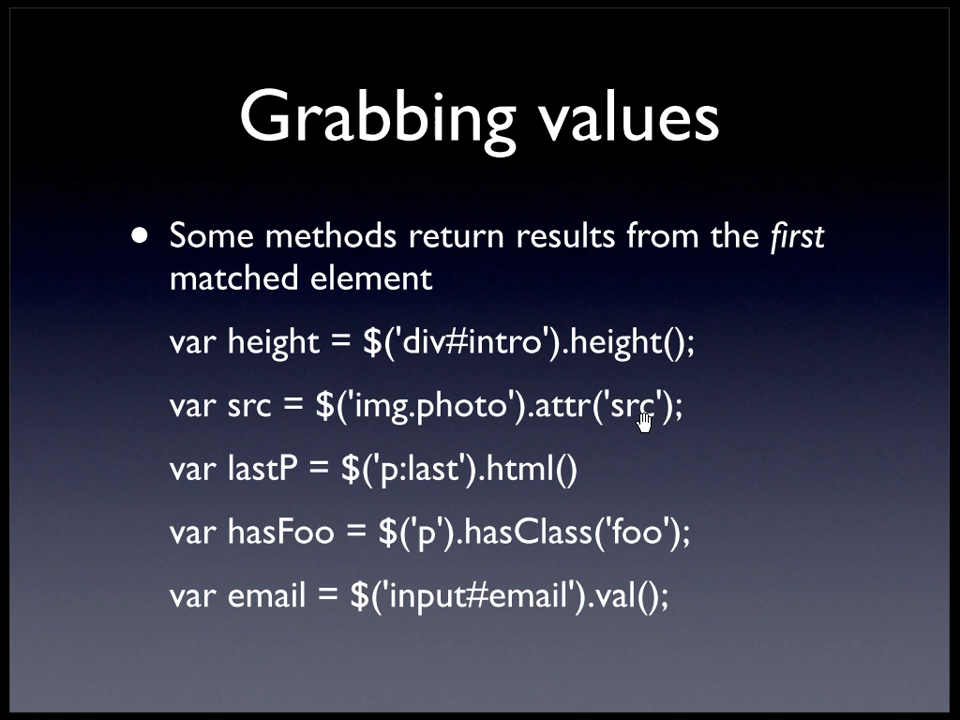 Grabbing values
• Some methods return results from the first
matched element
var height = $('div#intro').height();
var src = $('img.photo').attr('src');
var lastP = $('p:last').html()
var hasFoo = $('p').hasClass('foo');
var email = $('input#email').val();